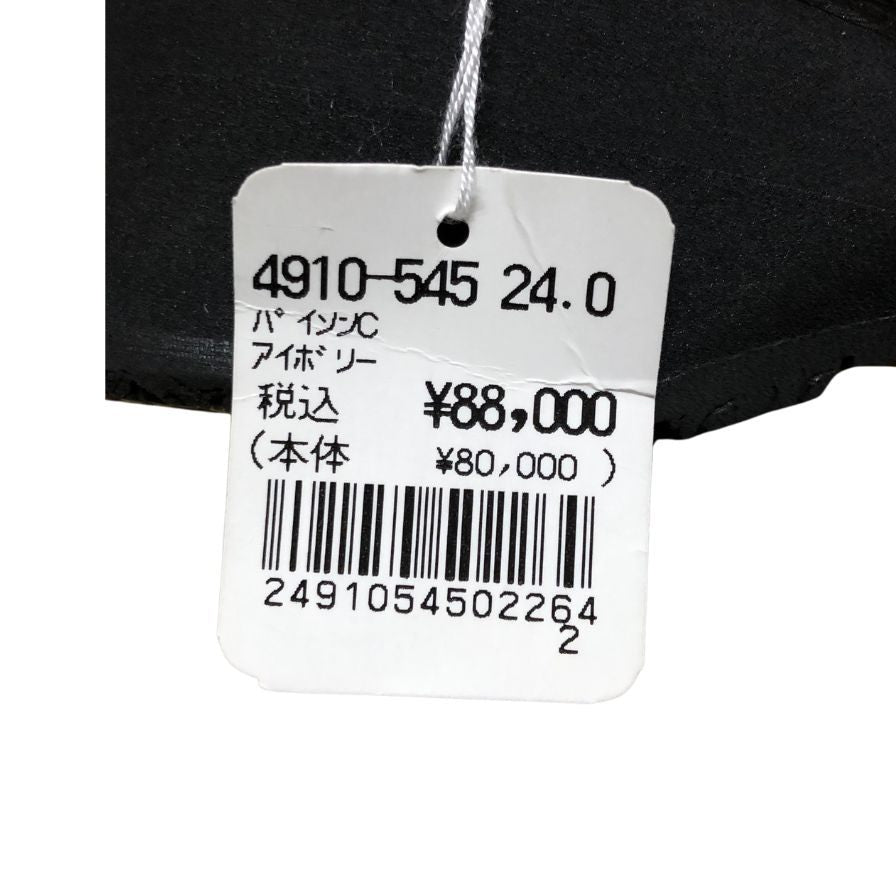 4910-545 24.0
パイソンC
アイボリー
税込 ¥88,000
(本体 ¥80,000 )
2491054502264
2